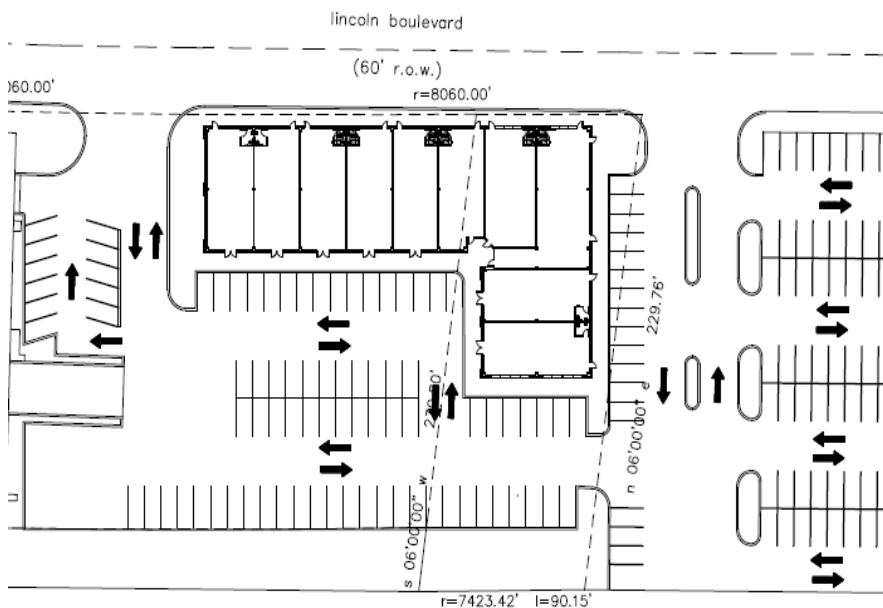 lincoln boulevard
(60' r.o.w.)
060.00'
r=8060.00'
229.76'
n 06°00'00" e
s 06°00'00" w
r=7423.42' l=90.15'